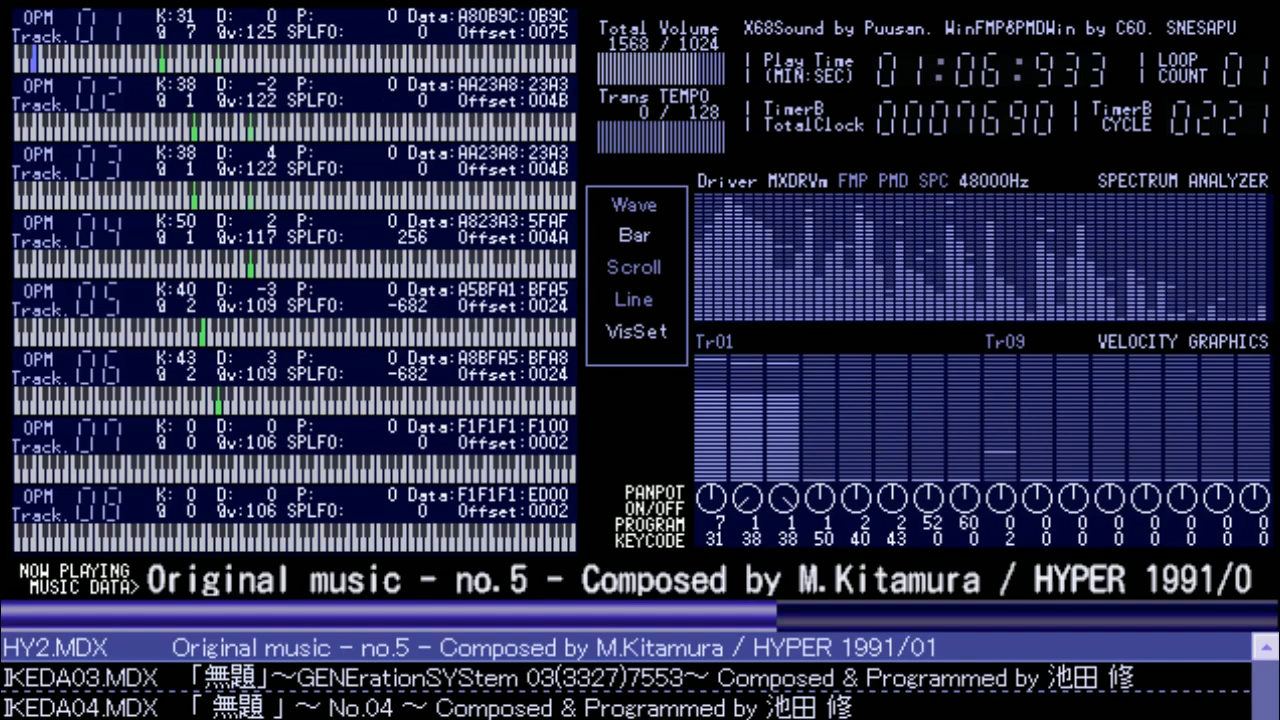 OPM Track. 01 K:31 D: 0 P: 0 Data:A80B9C:0B9C
@ 7 @v:125 SPLFO: 0 Offset:0075
OPM Track. 02 K:38 D: -2 P: 0 Data:AA23A8:23A3
@ 1 @v:122 SPLFO: 0 Offset:004B
OPM Track. 03 K:38 D: 4 P: 0 Data:AA23A8:23A3
@ 1 @v:122 SPLFO: 0 Offset:004B
OPM Track. 04 K:50 D: 2 P: 0 Data:A823A3:5FAF
@ 1 @v:117 SPLFO: 256 Offset:004A
OPM Track. 05 K:40 D: -3 P: 0 Data:A5BFA1:BFA5
@ 2 @v:109 SPLFO: -682 Offset:0024
OPM Track. 06 K:43 D: 3 P: 0 Data:A8BFA5:BFA8
@ 2 @v:109 SPLFO: -682 Offset:0024
OPM Track. 07 K: 0 D: 0 P: 0 Data:F1F1F1:F100
@ 0 @v:106 SPLFO: 0 Offset:0002
OPM Track. 08 K: 0 D: 0 P: 0 Data:F1F1F1:ED00
@ 0 @v:106 SPLFO: 0 Offset:0002
Total Volume
1568 / 1024
Trans TEMPO
0 / 128
X68Sound by Puusan. WinFMP&PMDWin by C60. SNESAPU
Play Time (MIN:SEC) 01:06:933 LOOP COUNT 01
TimerB TotalClock 0007690 TimerB CYCLE 0221
Wave
Bar
Scroll
Line
VisSet
Driver MXDRVm FMP PMD SPC 48000Hz SPECTRUM ANALYZER
Tr01 Tr09 VELOCITY GRAPHICS
PANPOT
ON/OFF
PROGRAM 7 1 1 1 2 2 52 60 0 0 0 0 0 0 0 0
KEYCODE 31 38 38 50 40 43 0 0 2 0 0 0 0 0 0 0
NOW PLAYING
MUSIC DATA> Original music - no.5 - Composed by M.Kitamura / HYPER 1991/0
HY2.MDX Original music - no.5 - Composed by M.Kitamura / HYPER 1991/01
IKEDA03.MDX 「無題」～GENErationSYStem 03(3327)7553～ Composed & Programmed by 池田 修
IKEDA04.MDX 「 無題 」 ～ No.04 ～ Composed & Programmed by 池田 修